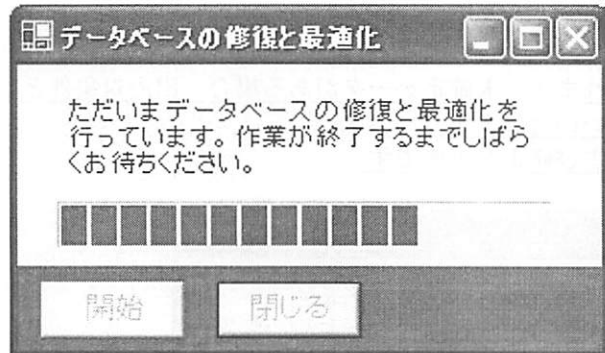 データベースの修復と最適化
ただいまデータベースの修復と最適化を
行っています。作業が終了するまでしばら
くお待ちください。
開始
閉じる